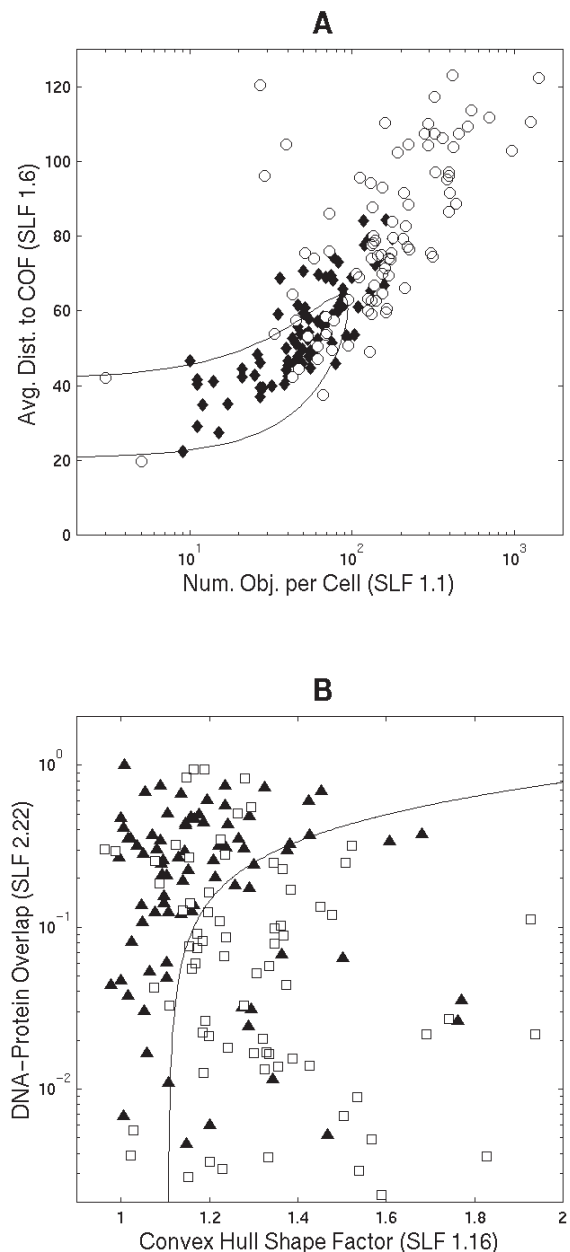 A
120
100
80
60
40
20
0
Avg. Dist. to COF (SLF 1.6)
10¹ 10² 10³
Num. Obj. per Cell (SLF 1.1)
B
10⁰
10⁻¹
10⁻²
DNA–Protein Overlap (SLF 2.22)
1 1.2 1.4 1.6 1.8 2
Convex Hull Shape Factor (SLF 1.16)